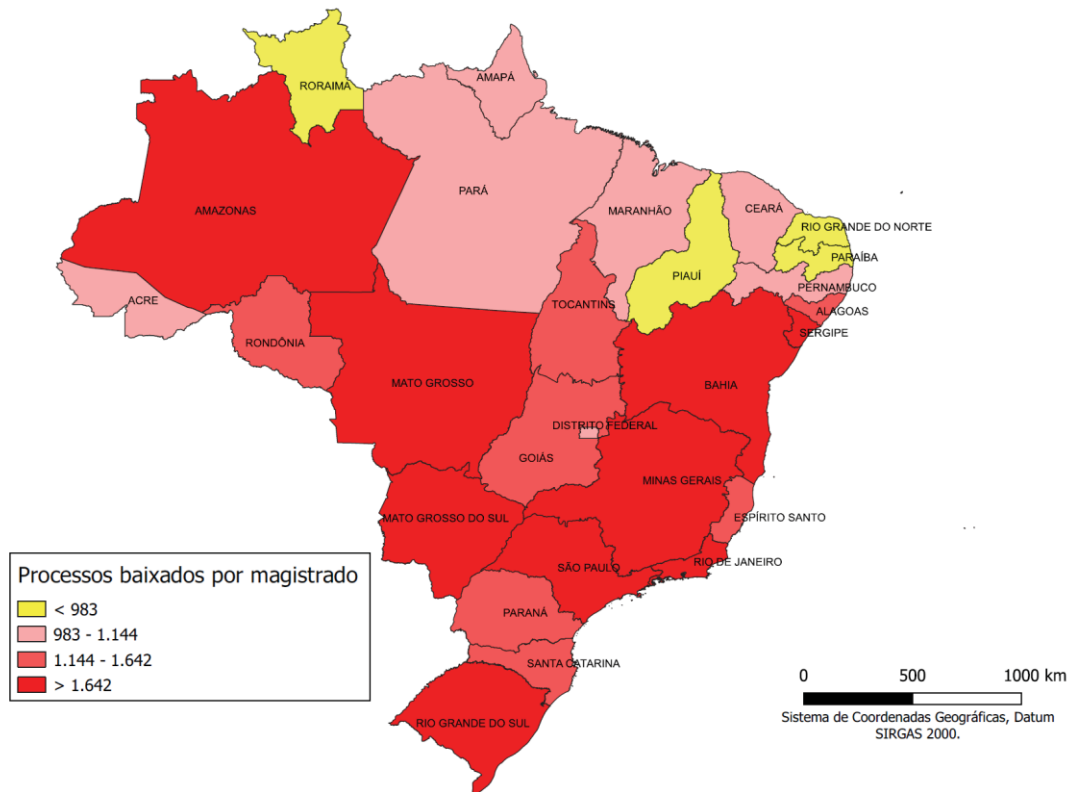 RORAIMA
AMAPÁ
AMAZONAS
PARÁ
MARANHÃO
CEARÁ
RIO GRANDE DO NORTE
PARAÍBA
PIAUÍ
PERNAMBUCO
ACRE
TOCANTINS
ALAGOAS
SERGIPE
RONDÔNIA
MATO GROSSO
BAHIA
DISTRITO FEDERAL
GOIÁS
MINAS GERAIS
MATO GROSSO DO SUL
ESPÍRITO SANTO
SÃO PAULO
RIO DE JANEIRO
PARANÁ
SANTA CATARINA
RIO GRANDE DO SUL
Processos baixados por magistrado
< 983
983 - 1.144
1.144 - 1.642
> 1.642
0 500 1000 km
Sistema de Coordenadas Geográficas, Datum
SIRGAS 2000.